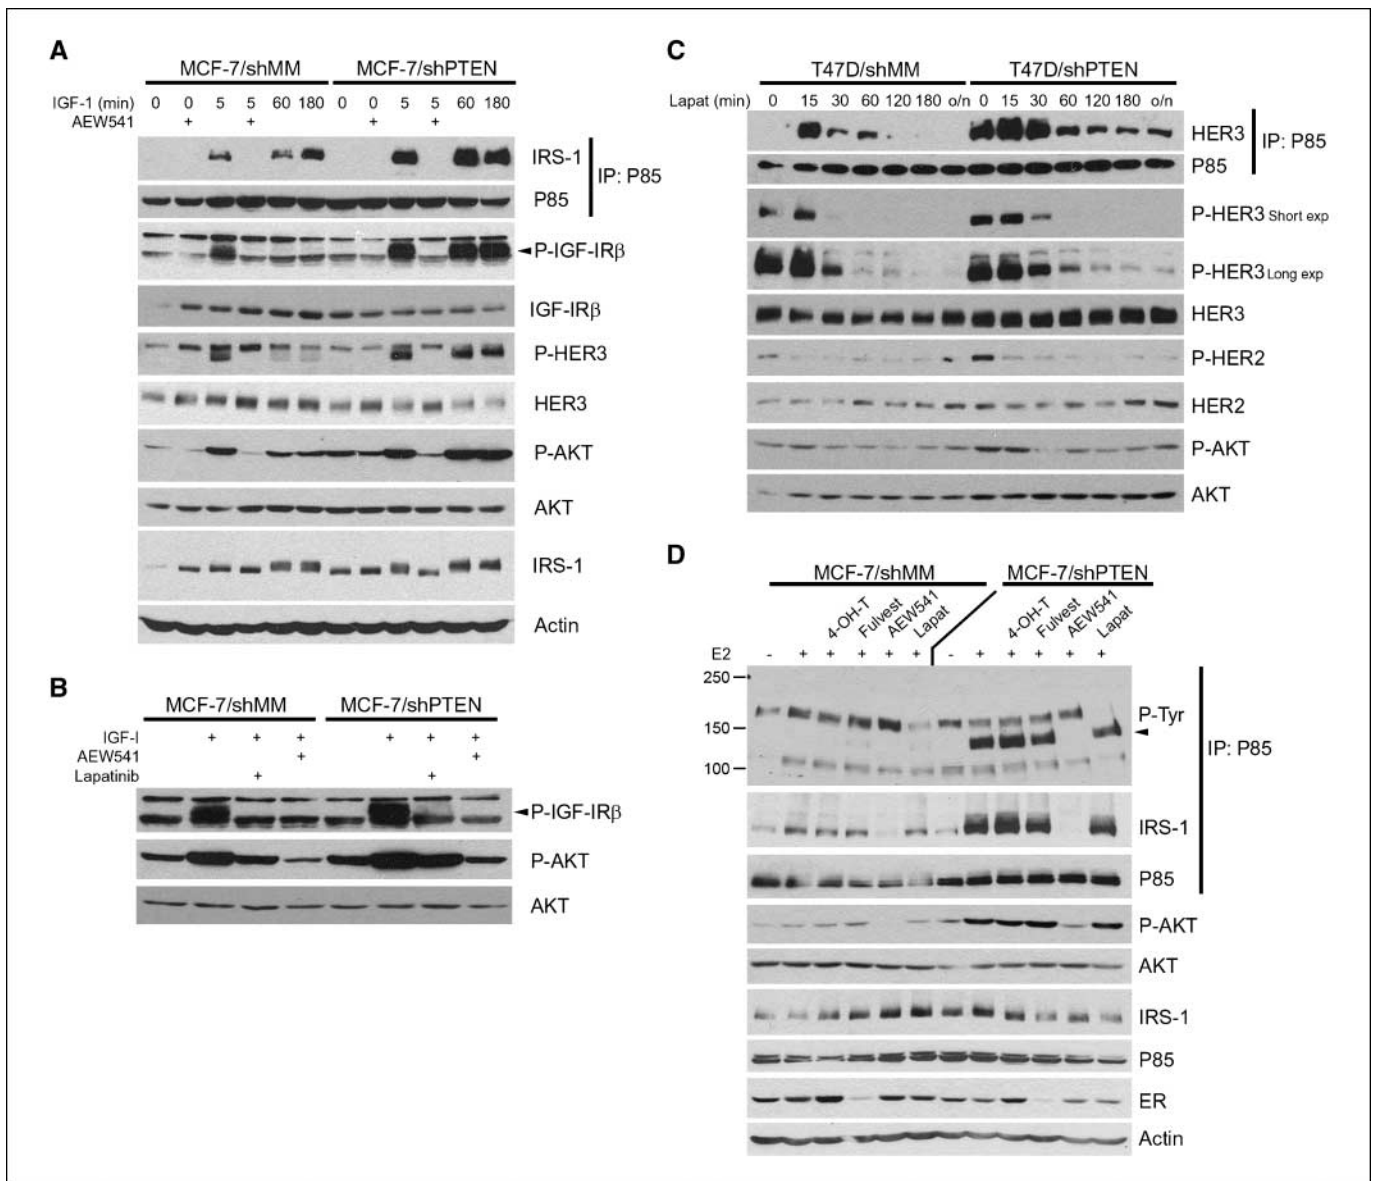 A
MCF-7/shMM MCF-7/shPTEN
IGF-1 (min) 0 0 5 5 60 180 0 0 5 5 60 180
AEW541 + + + +
IRS-1
IP: P85
P85
P-IGF-IRβ
IGF-IRβ
P-HER3
HER3
P-AKT
AKT
IRS-1
Actin
B
MCF-7/shMM MCF-7/shPTEN
IGF-I + + + + + +
AEW541 + +
Lapatinib + +
P-IGF-IRβ
P-AKT
AKT
C
T47D/shMM T47D/shPTEN
Lapat (min) 0 15 30 60 120 180 o/n 0 15 30 60 120 180 o/n
HER3
IP: P85
P85
P-HER3 Short exp
P-HER3 Long exp
HER3
P-HER2
HER2
P-AKT
AKT
D
MCF-7/shMM MCF-7/shPTEN
4-OH-T Fulvest AEW541 Lapat 4-OH-T Fulvest AEW541 Lapat
E2 - + + + + + - + + + + +
250
P-Tyr
150
IP: P85
100
IRS-1
P85
P-AKT
AKT
IRS-1
P85
ER
Actin